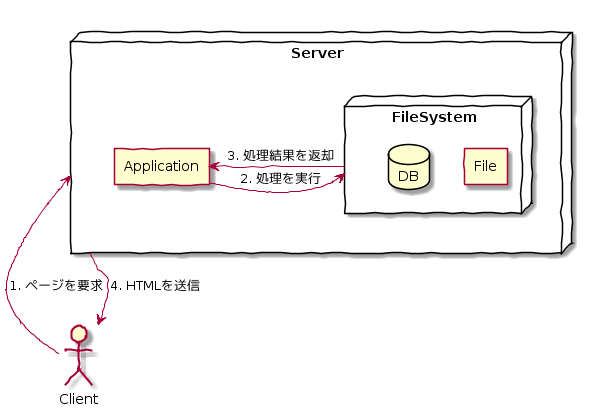 Server
FileSystem
Application
3. 処理結果を返却
2. 処理を実行
DB
File
1. ページを要求
4. HTMLを送信
Client